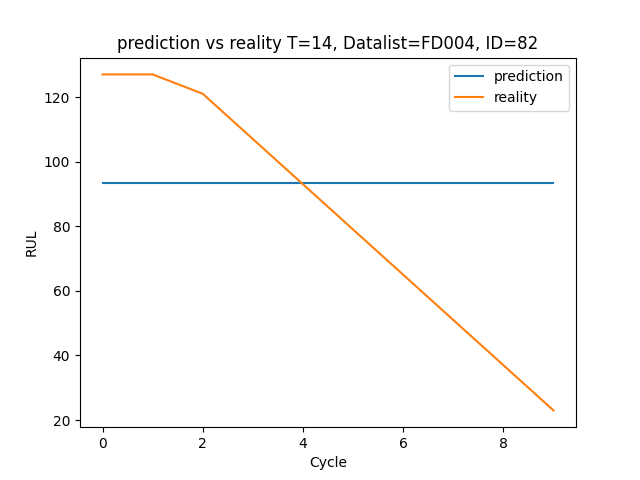 prediction vs reality T=14, Datalist=FD004, ID=82
prediction
reality
120
100
80
60
40
20
RUL
0 2 4 6 8
Cycle